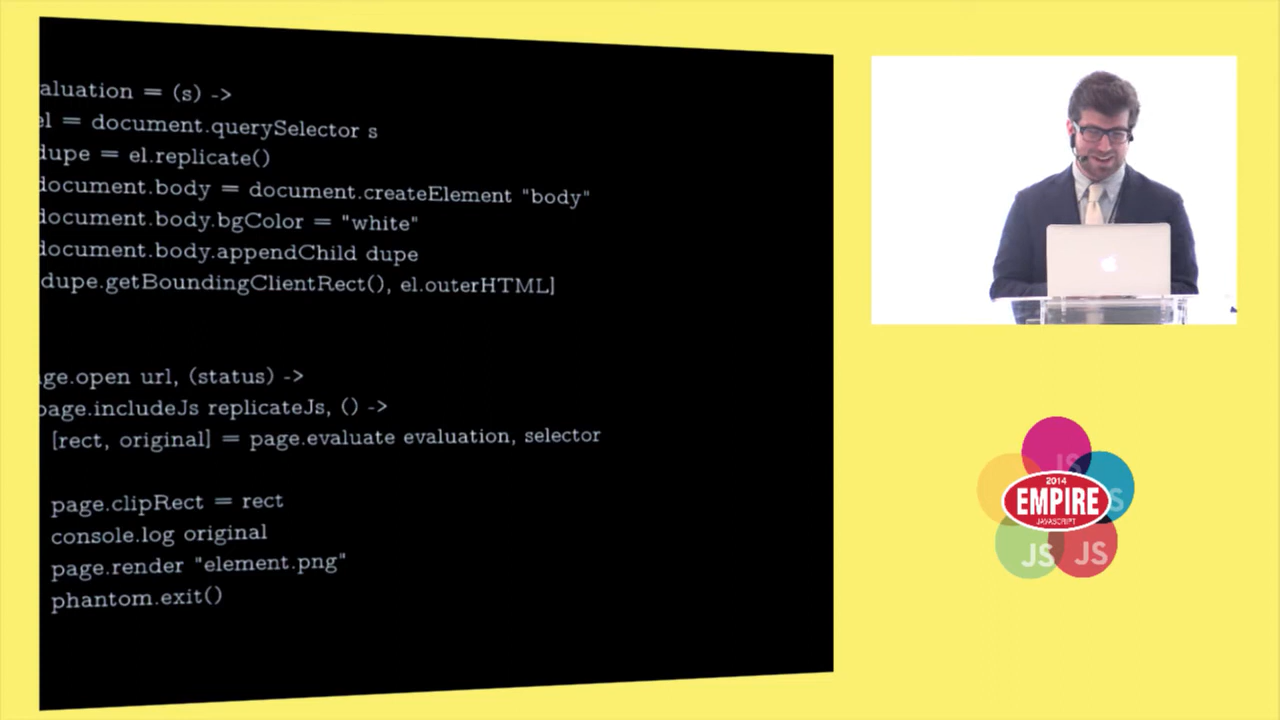 aluation = (s) ->
el = document.querySelector s
dupe = el.replicate()
document.body = document.createElement "body"
document.body.bgColor = "white"
document.body.appendChild dupe
dupe.getBoundingClientRect(), el.outerHTML]
ge.open url, (status) ->
page.includeJs replicateJs, () ->
[rect, original] = page.evaluate evaluation, selector
page.clipRect = rect
console.log original
page.render "element.png"
phantom.exit()
JS
2014
EMPIRE
JAVASCRIPT
S
JS
JS